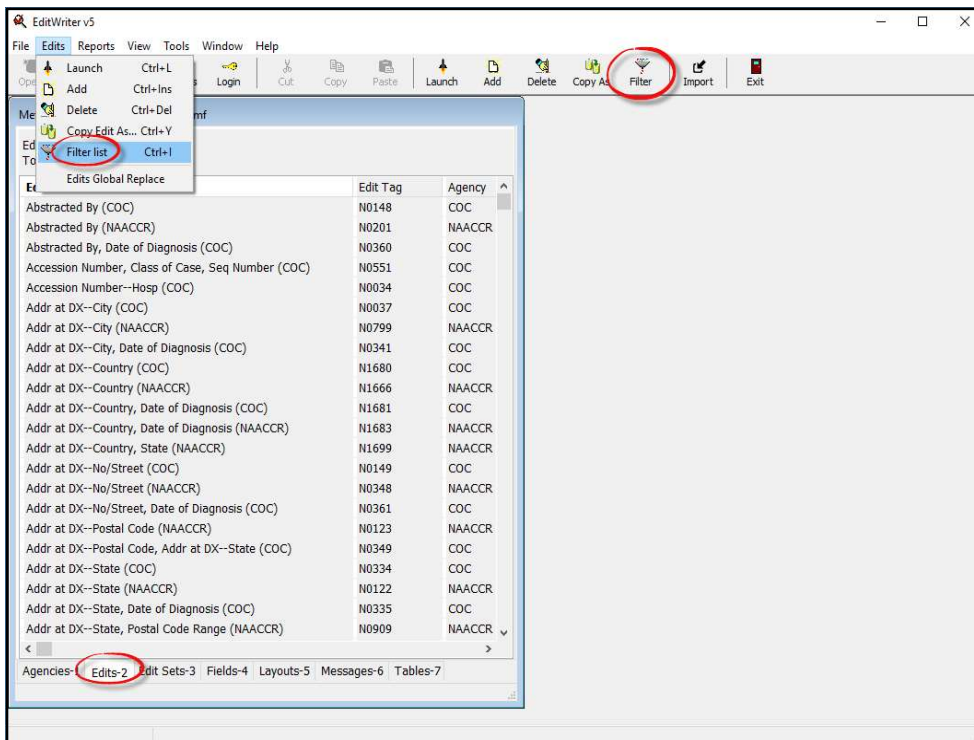 EditWriter v5
File Edits Reports View Tools Window Help
Login Cut Copy Paste Launch Add Delete Copy As Filter Import Exit
Launch Ctrl+L
Add Ctrl+Ins
Delete Ctrl+Del
Copy Edit As... Ctrl+Y
Filter list Ctrl+I
Edits Global Replace
Edit Tag Agency
Abstracted By (COC) N0148 COC
Abstracted By (NAACCR) N0201 NAACCR
Abstracted By, Date of Diagnosis (COC) N0360 COC
Accession Number, Class of Case, Seq Number (COC) N0551 COC
Accession Number--Hosp (COC) N0034 COC
Addr at DX--City (COC) N0037 COC
Addr at DX--City (NAACCR) N0799 NAACCR
Addr at DX--City, Date of Diagnosis (COC) N0341 COC
Addr at DX--Country (COC) N1680 COC
Addr at DX--Country (NAACCR) N1666 NAACCR
Addr at DX--Country, Date of Diagnosis (COC) N1681 COC
Addr at DX--Country, Date of Diagnosis (NAACCR) N1683 NAACCR
Addr at DX--Country, State (NAACCR) N1699 NAACCR
Addr at DX--No/Street (COC) N0149 COC
Addr at DX--No/Street (NAACCR) N0348 NAACCR
Addr at DX--No/Street, Date of Diagnosis (COC) N0361 COC
Addr at DX--Postal Code (NAACCR) N0123 NAACCR
Addr at DX--Postal Code, Addr at DX--State (COC) N0349 COC
Addr at DX--State (COC) N0334 COC
Addr at DX--State (NAACCR) N0122 NAACCR
Addr at DX--State, Date of Diagnosis (COC) N0335 COC
Addr at DX--State, Postal Code Range (NAACCR) N0909 NAACCR
Agencies-1 Edits-2 Edit Sets-3 Fields-4 Layouts-5 Messages-6 Tables-7